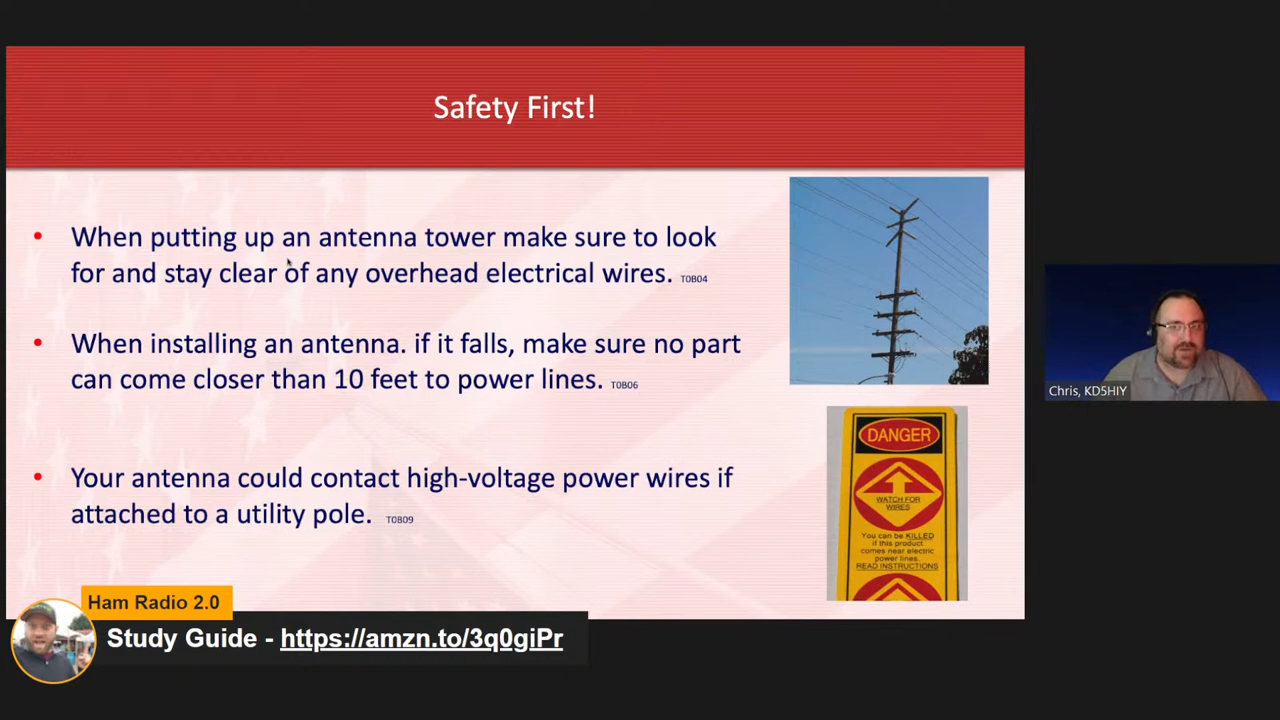 Safety First!
• When putting up an antenna tower make sure to look
for and stay clear of any overhead electrical wires. T0B04
• When installing an antenna. if it falls, make sure no part
can come closer than 10 feet to power lines. T0B06
• Your antenna could contact high-voltage power wires if
attached to a utility pole. T0B09
DANGER
WATCH FOR
WIRES
You can be KILLED
if this product
comes near electric
power lines.
READ INSTRUCTIONS
Chris, KD5HIY
Ham Radio 2.0
Study Guide - https://amzn.to/3q0giPr